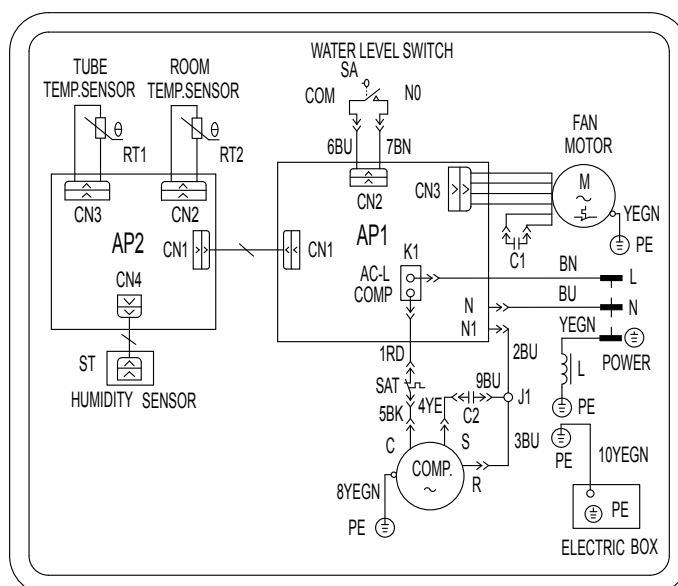 WATER LEVEL SWITCH
TUBE
TEMP.SENSOR
ROOM
TEMP.SENSOR
SA
COM
N0
θ
RT1
θ
RT2
6BU
7BN
FAN
MOTOR
M
CN3
CN2
CN2
CN3
YEGN
PE
AP2
CN1
CN1
AP1
C1
K1
CN4
AC-L
COMP
BN
L
N
BU
N
N1
YEGN
POWER
1RD
2BU
ST
HUMIDITY SENSOR
SAT
4YE
9BU
J1
L
5BK
C2
PE
C
S
3BU
COMP.
R
PE
10YEGN
8YEGN
PE
PE
ELECTRIC BOX